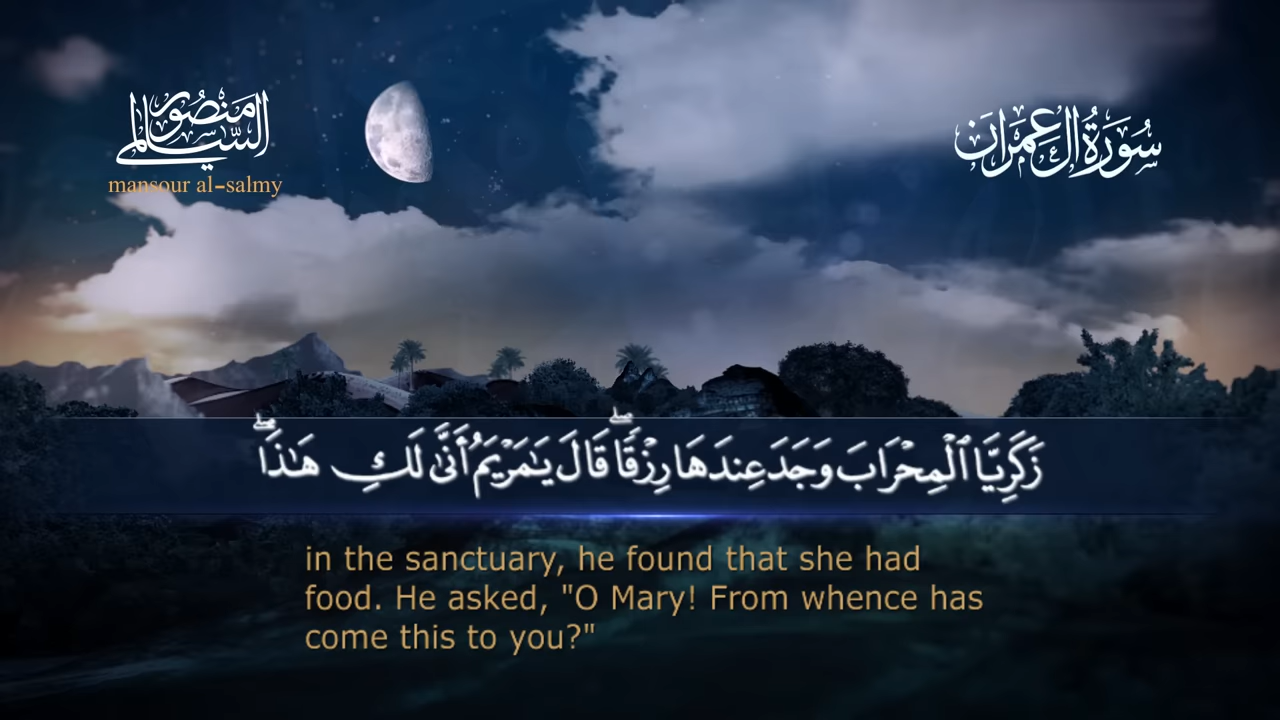 منصور السالمي
mansour al-salmy
سُورَةُ آلِ عِمرَان
زَكَرِيَّا ٱلْمِحْرَابَ وَجَدَ عِندَهَا رِزْقًاۖ قَالَ يَـٰمَرْيَمُ أَنَّىٰ لَكِ هَـٰذَاۖ
in the sanctuary, he found that she had
food. He asked, "O Mary! From whence has
come this to you?"